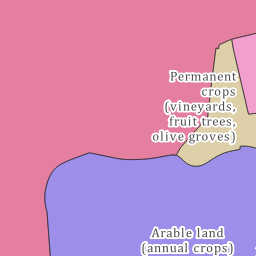 Permanent
crops
(vineyards,
fruit trees,
olive groves)
Arable land
(annual crops)